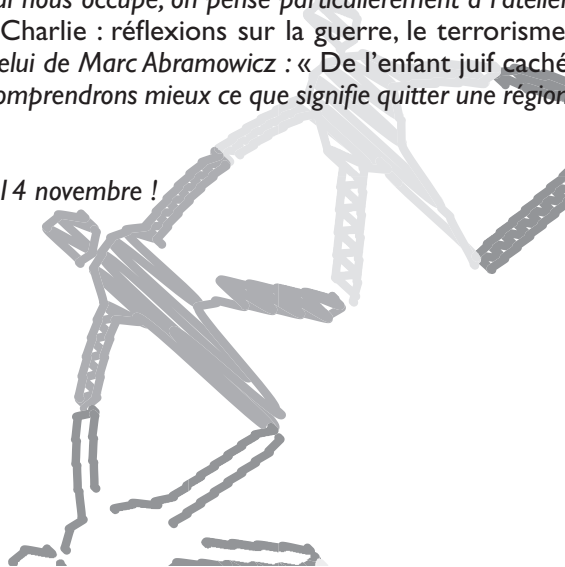 nous occupe, on pense particulièrement à l'atelier
Charlie : réflexions sur la guerre, le terrorisme
elui de Marc Abramowicz : « De l'enfant juif caché
omprendrons mieux ce que signifie quitter une région
14 novembre !